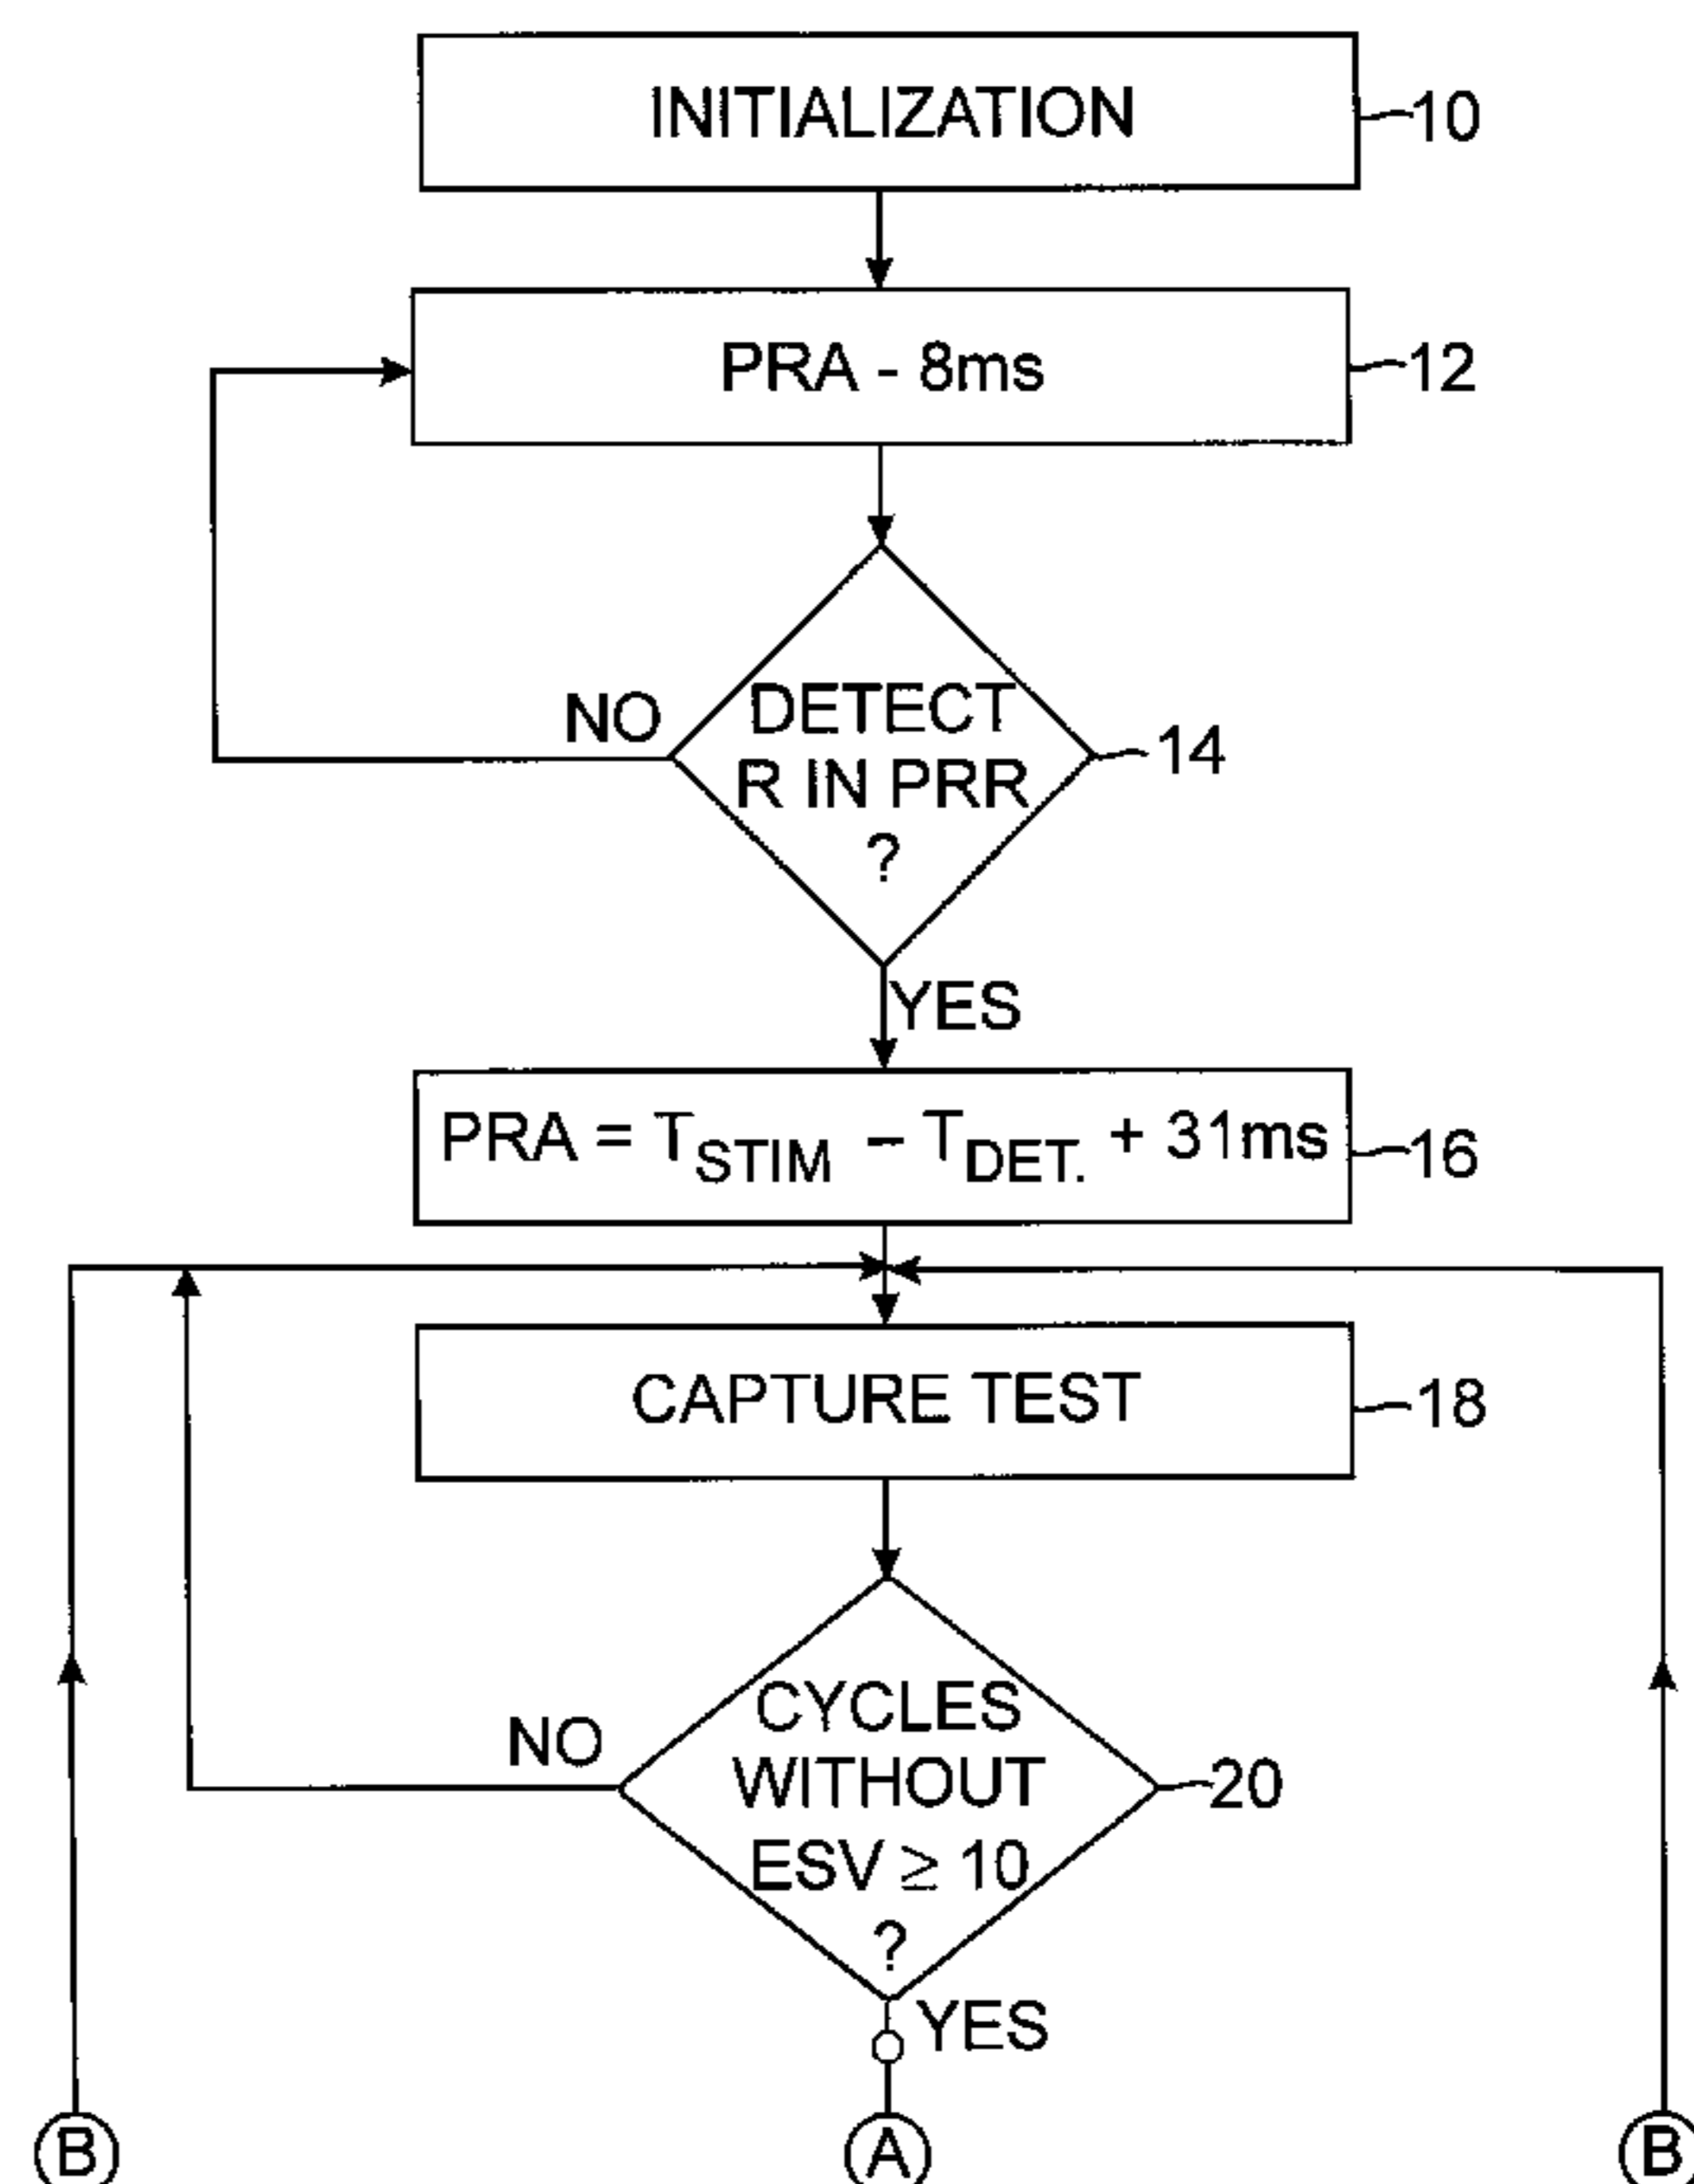 INITIALIZATION
10
PRA - 8ms
12
NO
DETECT
R IN PRR
?
14
YES
PRA = TSTIM – TDET. + 31ms
16
CAPTURE TEST
18
NO
CYCLES
WITHOUT
ESV ≥ 10
?
20
YES
B
A
B